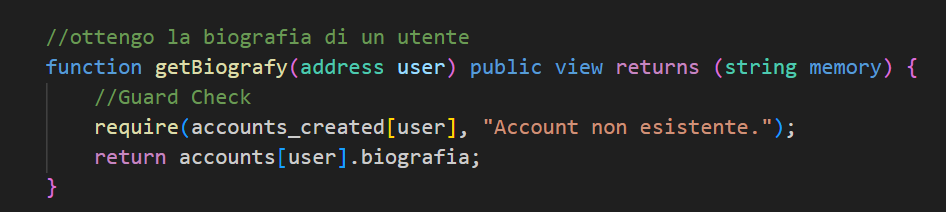 //ottengo la biografia di un utente
function getBiografy(address user) public view returns (string memory) {
//Guard Check
require(accounts_created[user], "Account non esistente.");
return accounts[user].biografia;
}